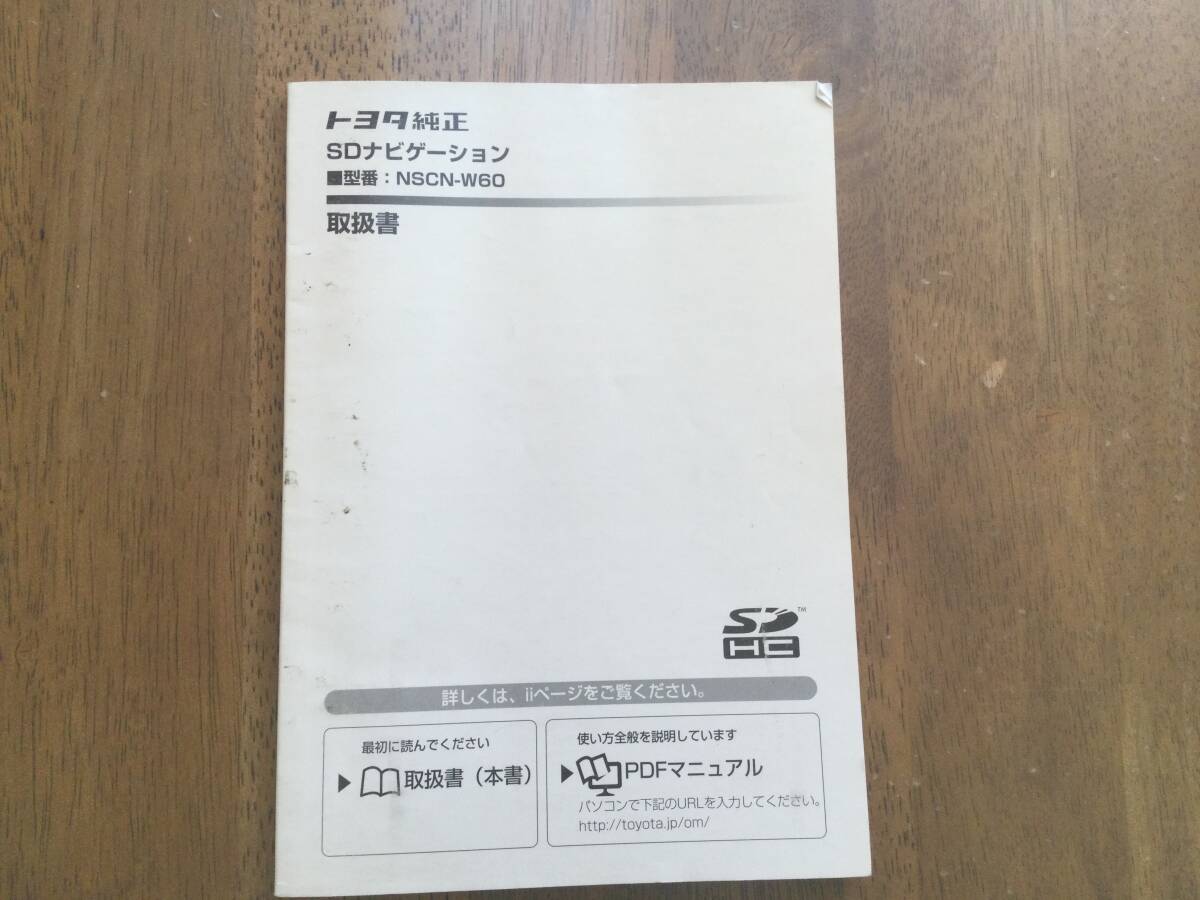 トヨタ純正
SDナビゲーション
■型番：NSCN-W60
取扱書
SD™
HC
詳しくは、iiページをご覧ください。
最初に読んでください
▶取扱書（本書）
使い方全般を説明しています
▶PDFマニュアル
パソコンで下記のURLを入力してください。
http://toyota.jp/om/